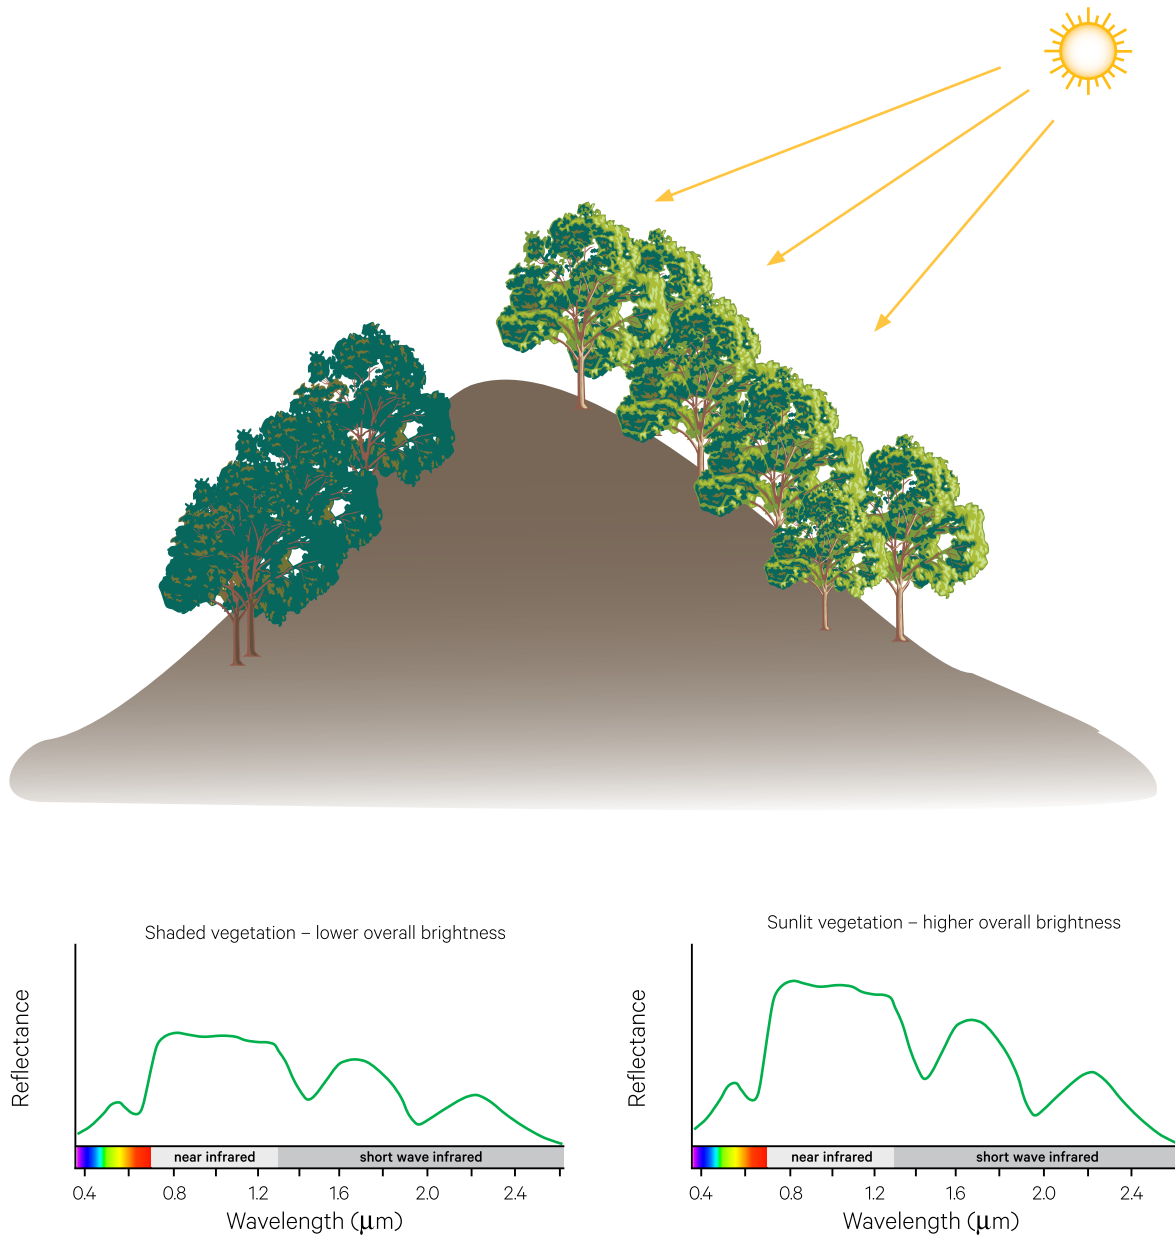 Shaded vegetation – lower overall brightness
Reflectance
near infrared
short wave infrared
0.4 0.8 1.2 1.6 2.0 2.4
Wavelength (μm)
Sunlit vegetation – higher overall brightness
Reflectance
near infrared
short wave infrared
0.4 0.8 1.2 1.6 2.0 2.4
Wavelength (μm)